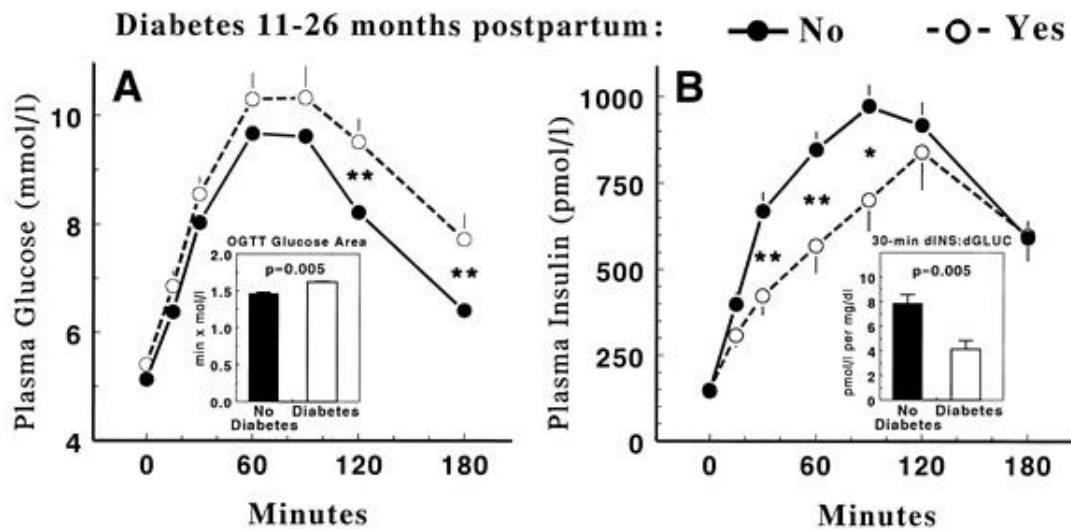 Diabetes 11-26 months postpartum: No Yes
A
Plasma Glucose (mmol/l)
10
8
6
4
0 60 120 180
Minutes
**
**
OGTT Glucose Area
p=0.005
min x mol/l
2.0
1.5
1.0
0.5
0.0
No Diabetes
Diabetes
B
Plasma Insulin (pmol/l)
1000
750
500
250
0
0 60 120 180
Minutes
*
**
**
30-min dINS:dGLUC
p=0.005
pmol/l per mg/dl
10
8
6
4
2
0
No Diabetes
Diabetes